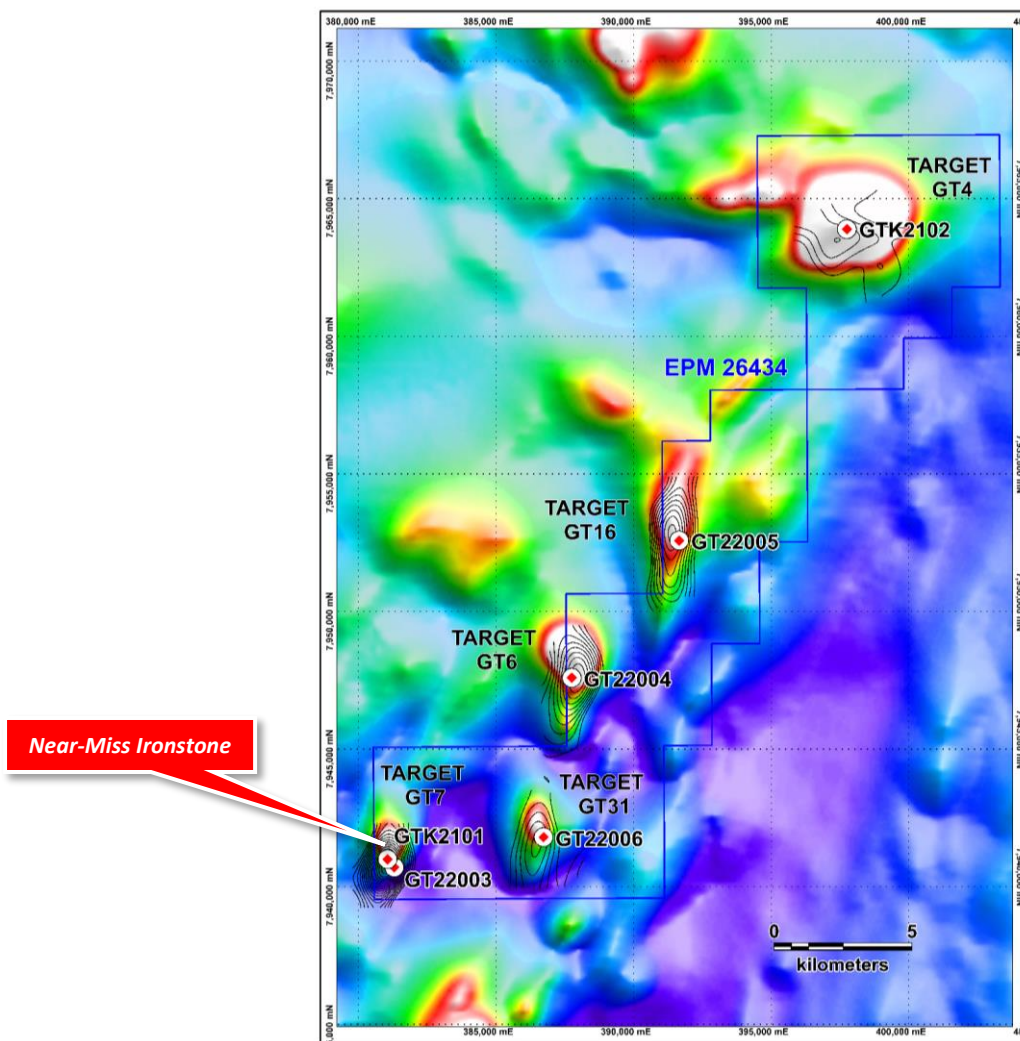 380,000 mE
385,000 mE
390,000 mE
395,000 mE
400,000 mE
7,970,000 mN
TARGET
GT4
7,965,000 mN
GTK2102
7,960,000 mN
EPM 26434
7,955,000 mN
TARGET
GT16
GT22005
7,950,000 mN
TARGET
GT6
GT22004
Near-Miss Ironstone
7,945,000 mN
TARGET
GT7
TARGET
GT31
GTK2101
GT22006
GT22003
7,940,000 mN
0 5
kilometers
385,000 mE
390,000 mE
395,000 mE
400,000 mE